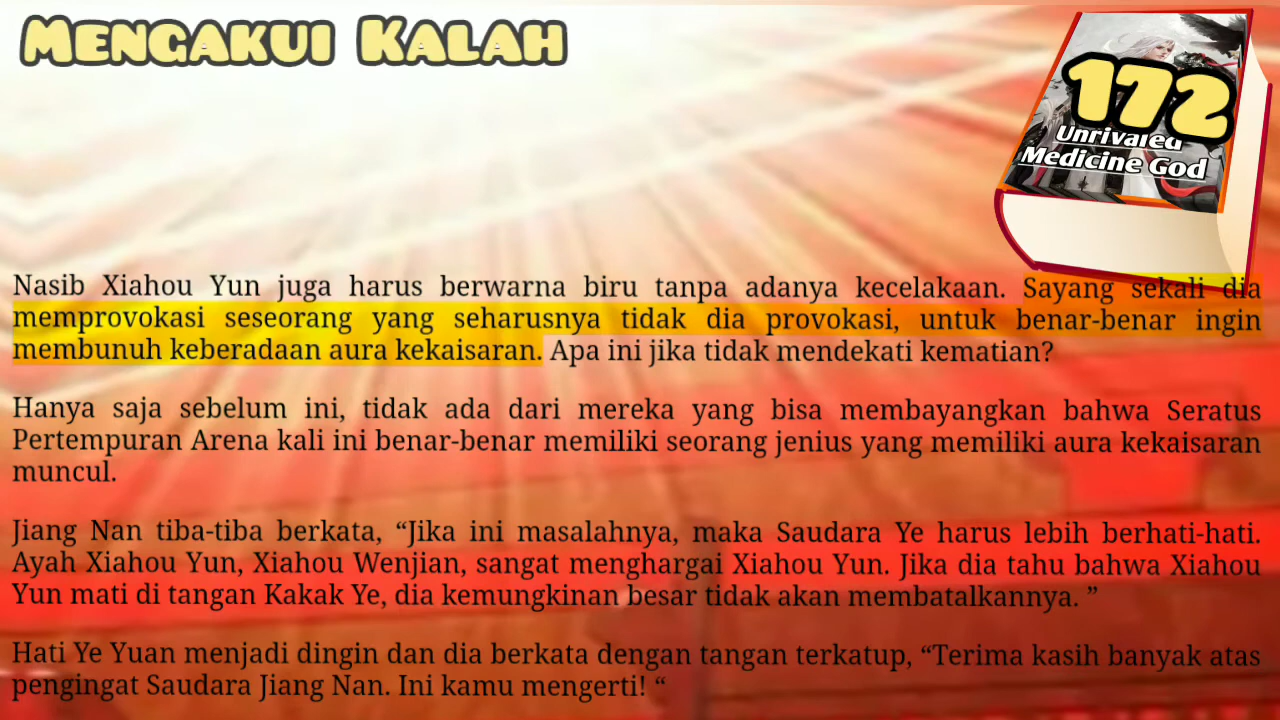 Mengakui Kalah
172
Unrivaled
Medicine God
Nasib Xiahou Yun juga harus berwarna biru tanpa adanya kecelakaan. Sayang sekali dia
memprovokasi seseorang yang seharusnya tidak dia provokasi, untuk benar-benar ingin
membunuh keberadaan aura kekaisaran. Apa ini jika tidak mendekati kematian?
Hanya saja sebelum ini, tidak ada dari mereka yang bisa membayangkan bahwa Seratus
Pertempuran Arena kali ini benar-benar memiliki seorang jenius yang memiliki aura kekaisaran
muncul.
Jiang Nan tiba-tiba berkata, “Jika ini masalahnya, maka Saudara Ye harus lebih berhati-hati.
Ayah Xiahou Yun, Xiahou Wenjian, sangat menghargai Xiahou Yun. Jika dia tahu bahwa Xiahou
Yun mati di tangan Kakak Ye, dia kemungkinan besar tidak akan membatalkannya. ”
Hati Ye Yuan menjadi dingin dan dia berkata dengan tangan terkatup, “Terima kasih banyak atas
pengingat Saudara Jiang Nan. Ini kamu mengerti! “